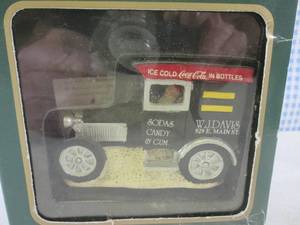 ICE COLD Coca-Cola IN BOTTLES
SODAS
CANDY
& GUM
W.J. DAVIS
829 E. MAIN ST.